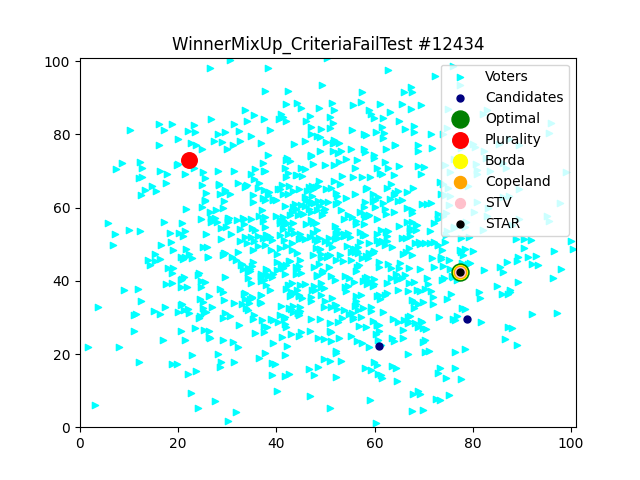 WinnerMixUp_CriteriaFailTest #12434
100
80
60
40
20
0
0
20
40
60
80
100
Voters
Candidates
Optimal
Plurality
Borda
Copeland
STV
STAR